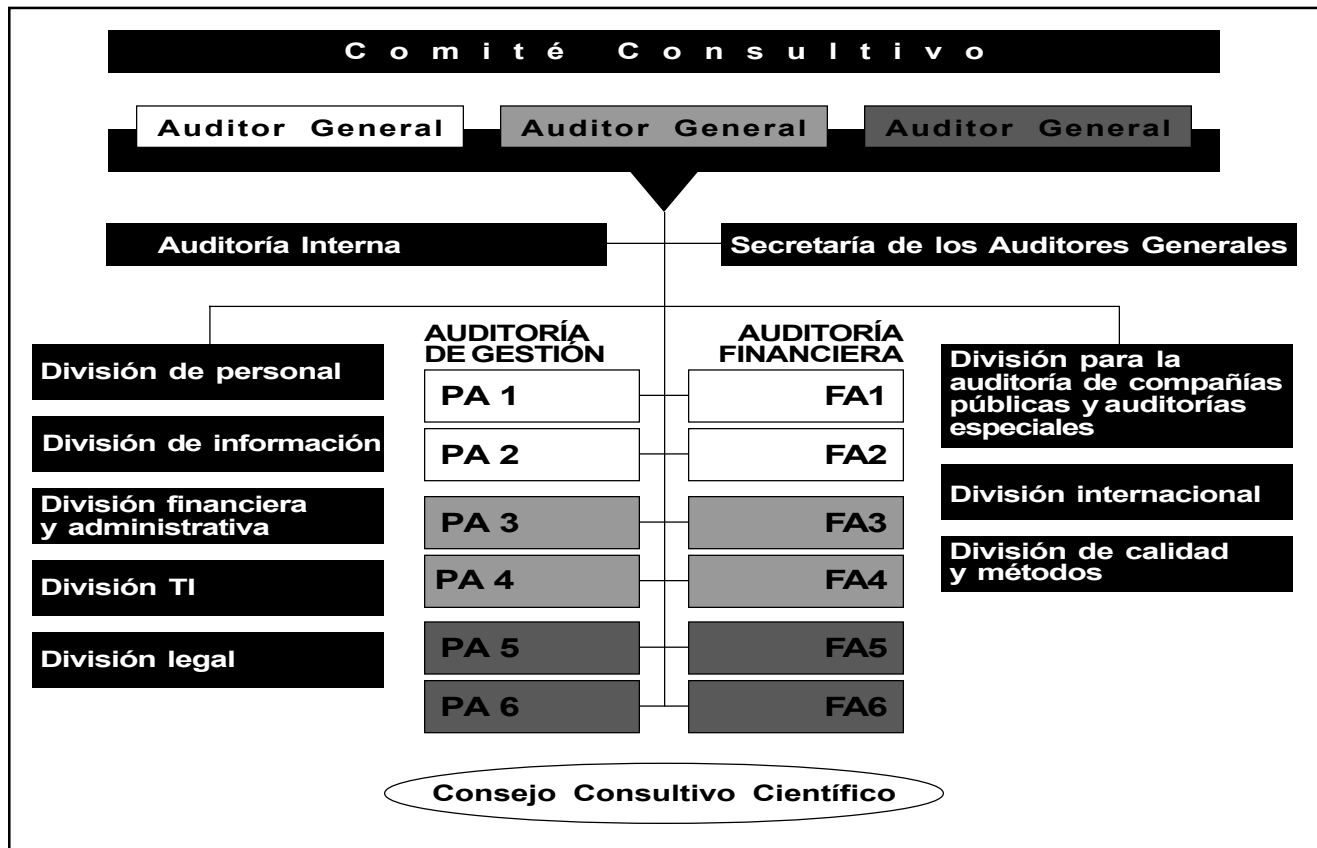 Comité Consultivo
Auditor General
Auditor General
Auditor General
Auditoría Interna
Secretaría de los Auditores Generales
División de personal
División de información
División financiera
y administrativa
División TI
División legal
AUDITORÍA
DE GESTIÓN
PA 1
PA 2
PA 3
PA 4
PA 5
PA 6
AUDITORÍA
FINANCIERA
FA1
FA2
FA3
FA4
FA5
FA6
División para la
auditoría de compañías
públicas y auditorías
especiales
División internacional
División de calidad
y métodos
Consejo Consultivo Científico